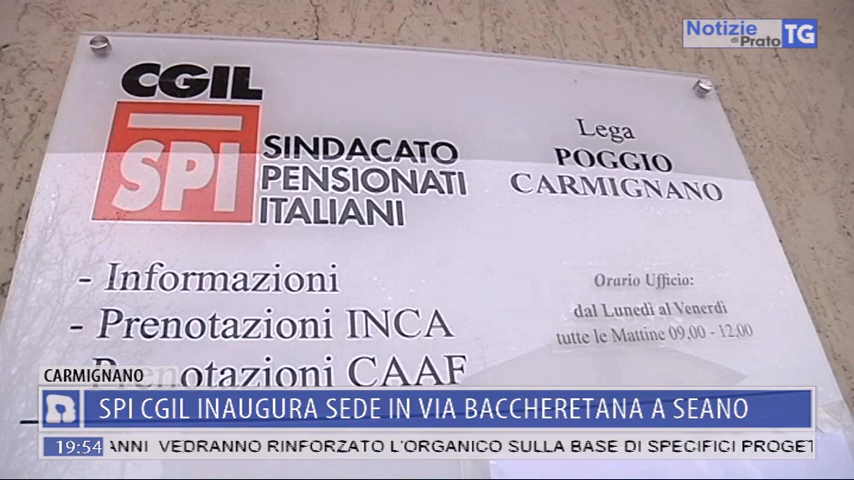 Notizie
di Prato TG
CGIL
SPI SINDACATO
PENSIONATI
ITALIANI
Lega
POGGIO
CARMIGNANO
- Informazioni
- Prenotazioni INCA
- Prenotazioni CAAF
Orario Ufficio:
dal Lunedì al Venerdì
tutte le Mattine 09,00 - 12,00
CARMIGNANO
SPI CGIL INAUGURA SEDE IN VIA BACCHERETANA A SEANO
19:54 ANNI VEDRANNO RINFORZATO L'ORGANICO SULLA BASE DI SPECIFICI PROGET